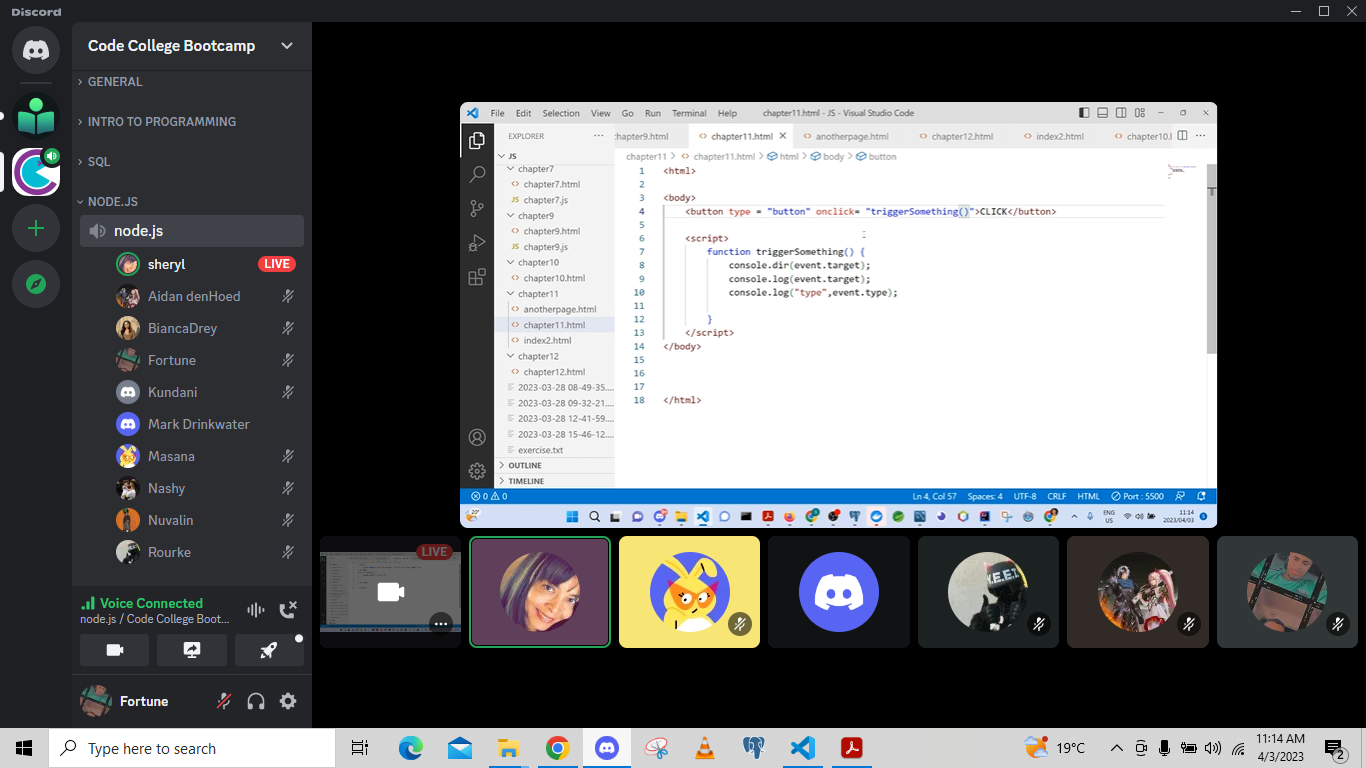 Discord
Code College Bootcamp
GENERAL
INTRO TO PROGRAMMING
SQL
NODE.JS
node.js
sheryl LIVE
Aidan denHoed
BiancaDrey
Fortune
Kundani
Mark Drinkwater
Masana
Nashy
Nuvalin
Rourke
Voice Connected
node.js / Code College Boot...
Fortune
File Edit Selection View Go Run Terminal Help chapter11.html - JS - Visual Studio Code
EXPLORER
JS
chapter7
chapter7.html
JS chapter7.js
chapter9
chapter9.html
JS chapter9.js
chapter10
chapter10.html
chapter11
anotherpage.html
chapter11.html
index2.html
chapter12
chapter12.html
2023-03-28 08-49-35....
2023-03-28 09-32-21....
2023-03-28 12-41-59....
2023-03-28 15-46-12....
exercise.txt
OUTLINE
TIMELINE
chapter9.html chapter11.html anotherpage.html chapter12.html index2.html chapter10.
chapter11 > chapter11.html > html > body > button
1 <html>
2
3 <body>
4 <button type = "button" onclick= "triggerSomething()">CLICK</button>
5
6 <script>
7 function triggerSomething() {
8 console.dir(event.target);
9 console.log(event.target);
10 console.log("type",event.type);
11
12 }
13 </script>
14 </body>
15
16
17
18 </html>
0 0 Ln 4, Col 57 Spaces: 4 UTF-8 CRLF HTML Port : 5500
20° ENG 11:14
US 2023/04/03
LIVE
Y.E.E.T
Type here to search
19°C
11:14 AM
4/3/2023
2